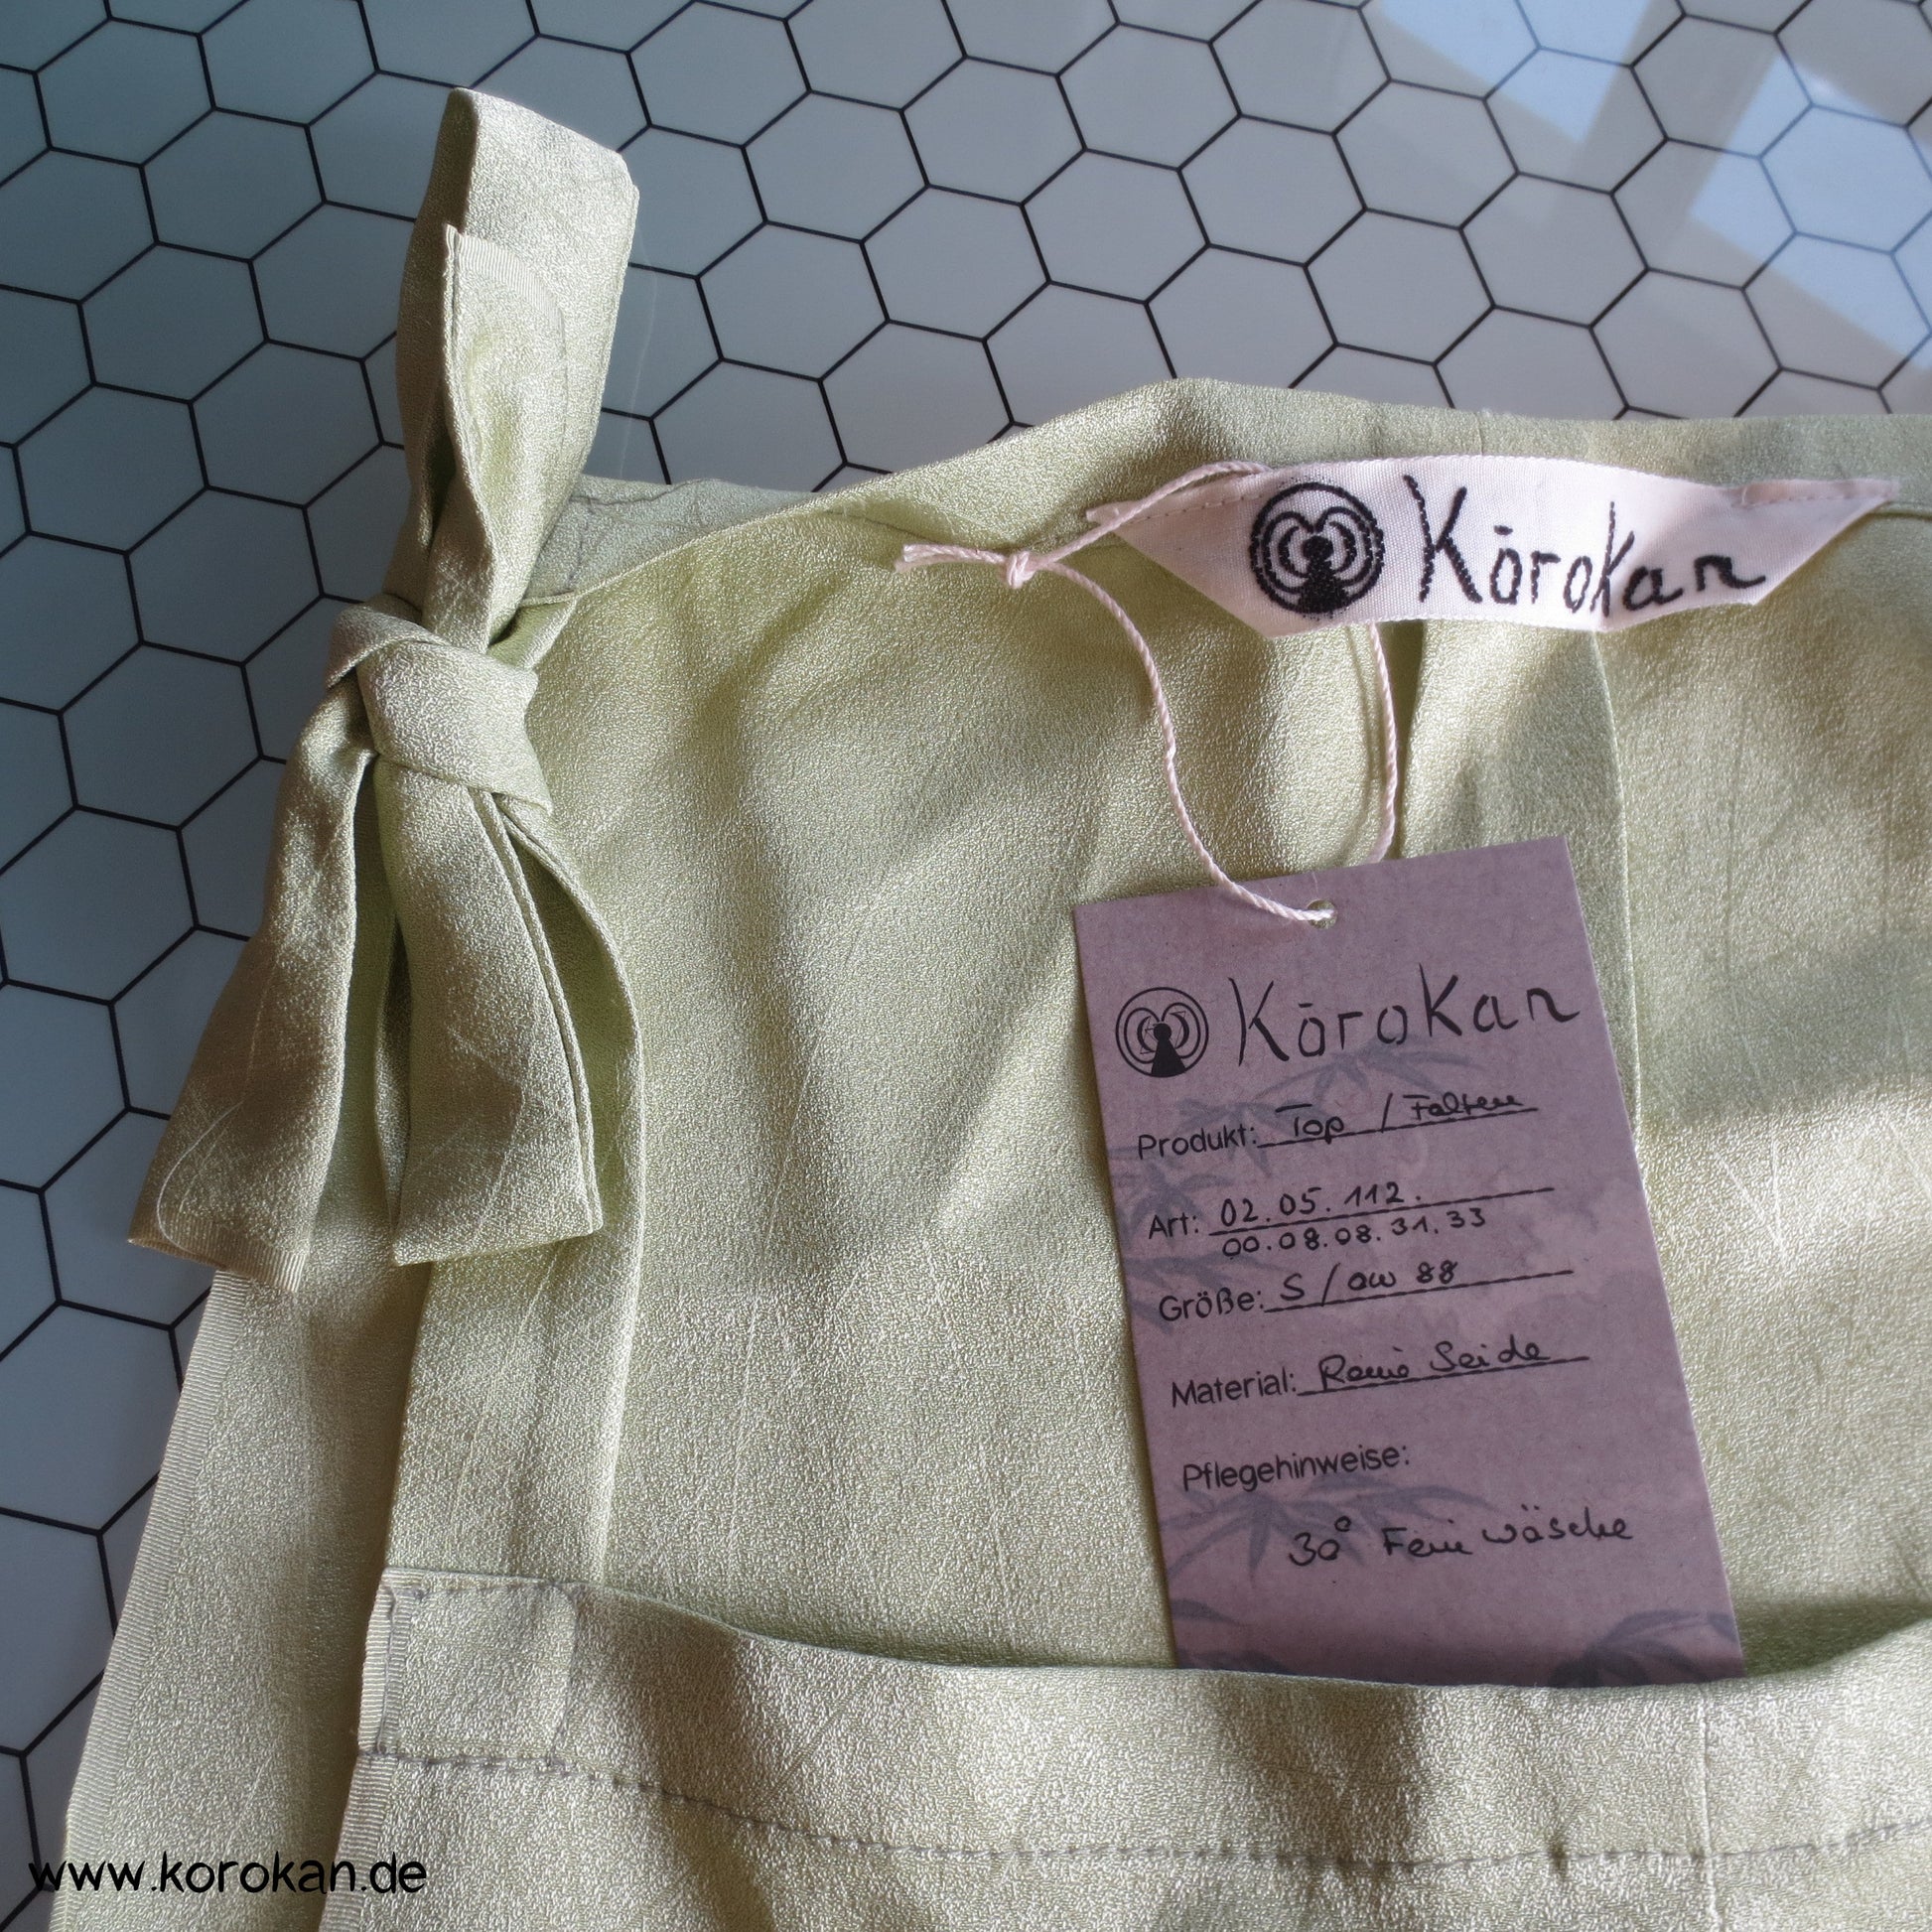 Kōrokan
Kōrokan
Produkt: Top / Falten
Art: 02.05.112.
00.08.08.31.33
Größe: S / OW 88
Material: Reine Seide
Pflegehinweise:
30° Feinwäsche
www.korokan.de